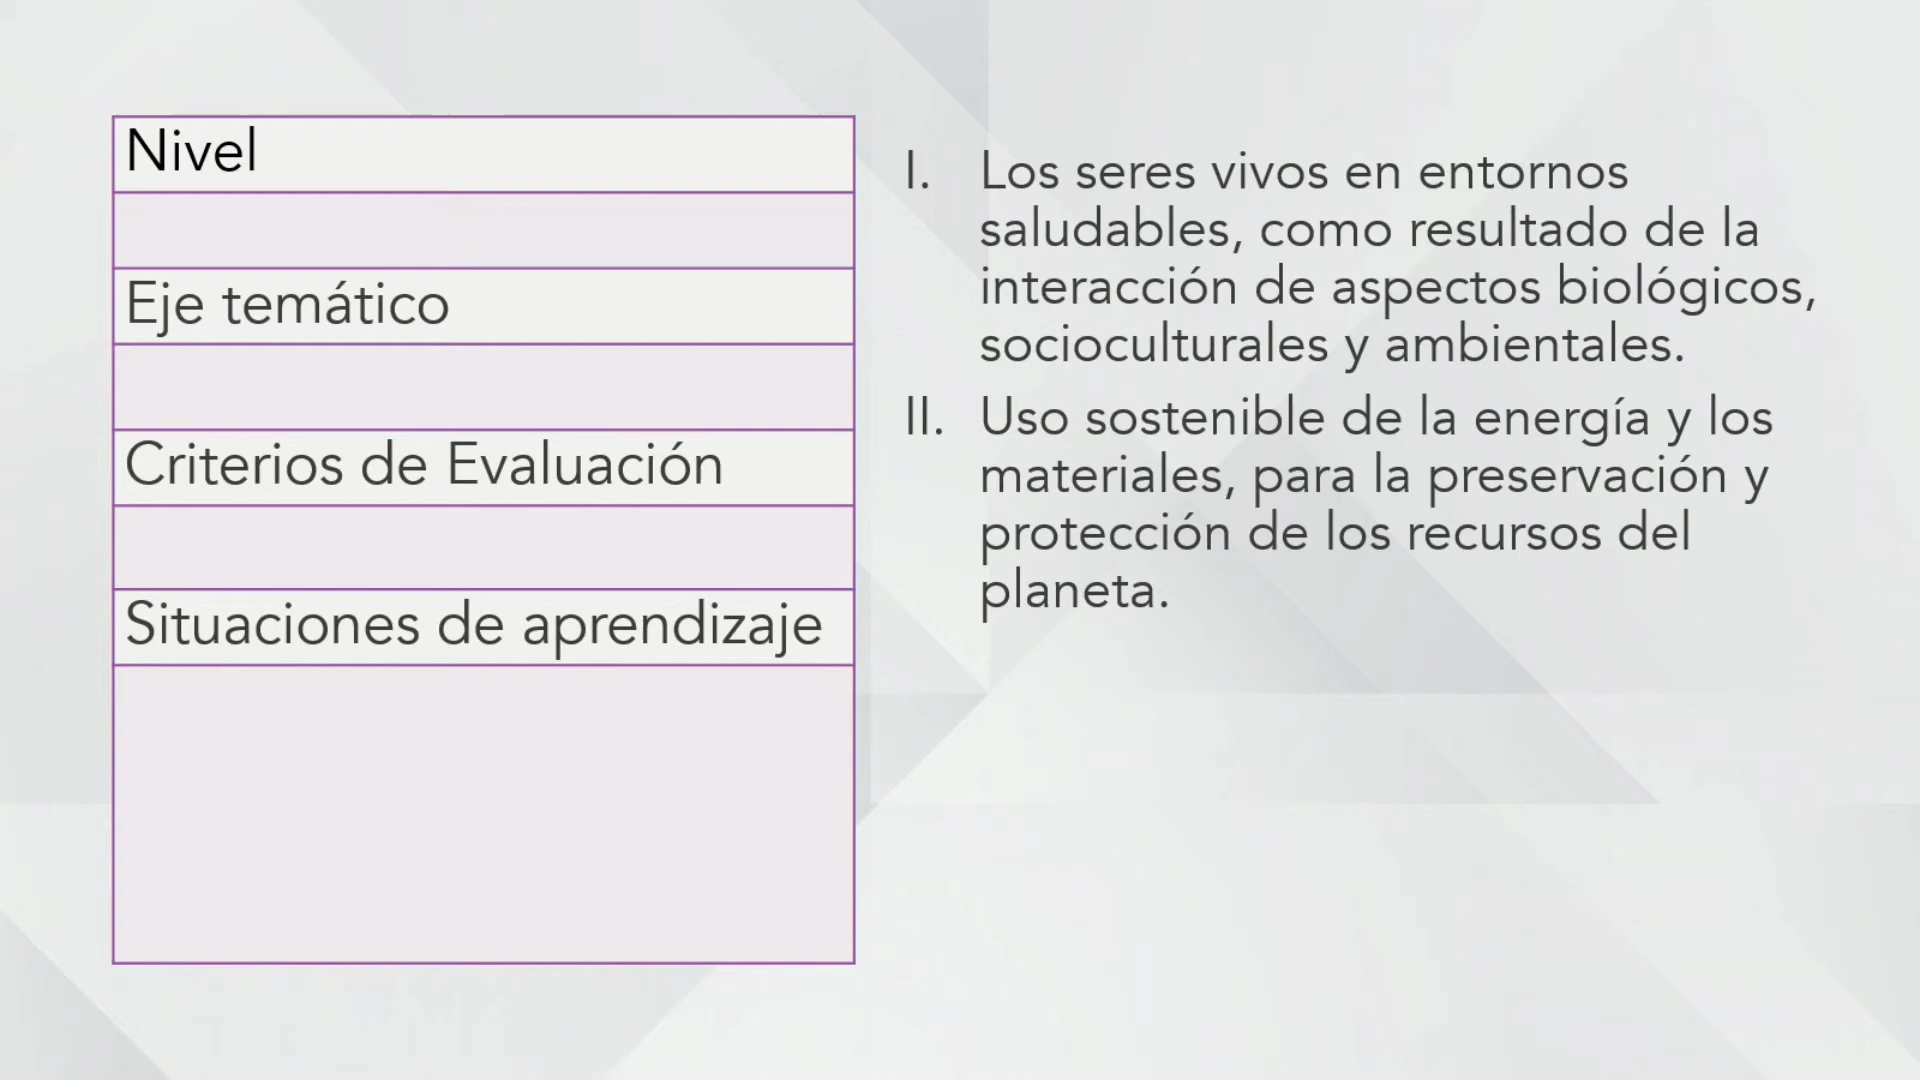 Nivel
Eje temático
Criterios de Evaluación
Situaciones de aprendizaje
I. Los seres vivos en entornos
saludables, como resultado de la
interacción de aspectos biológicos,
socioculturales y ambientales.
II. Uso sostenible de la energía y los
materiales, para la preservación y
protección de los recursos del
planeta.